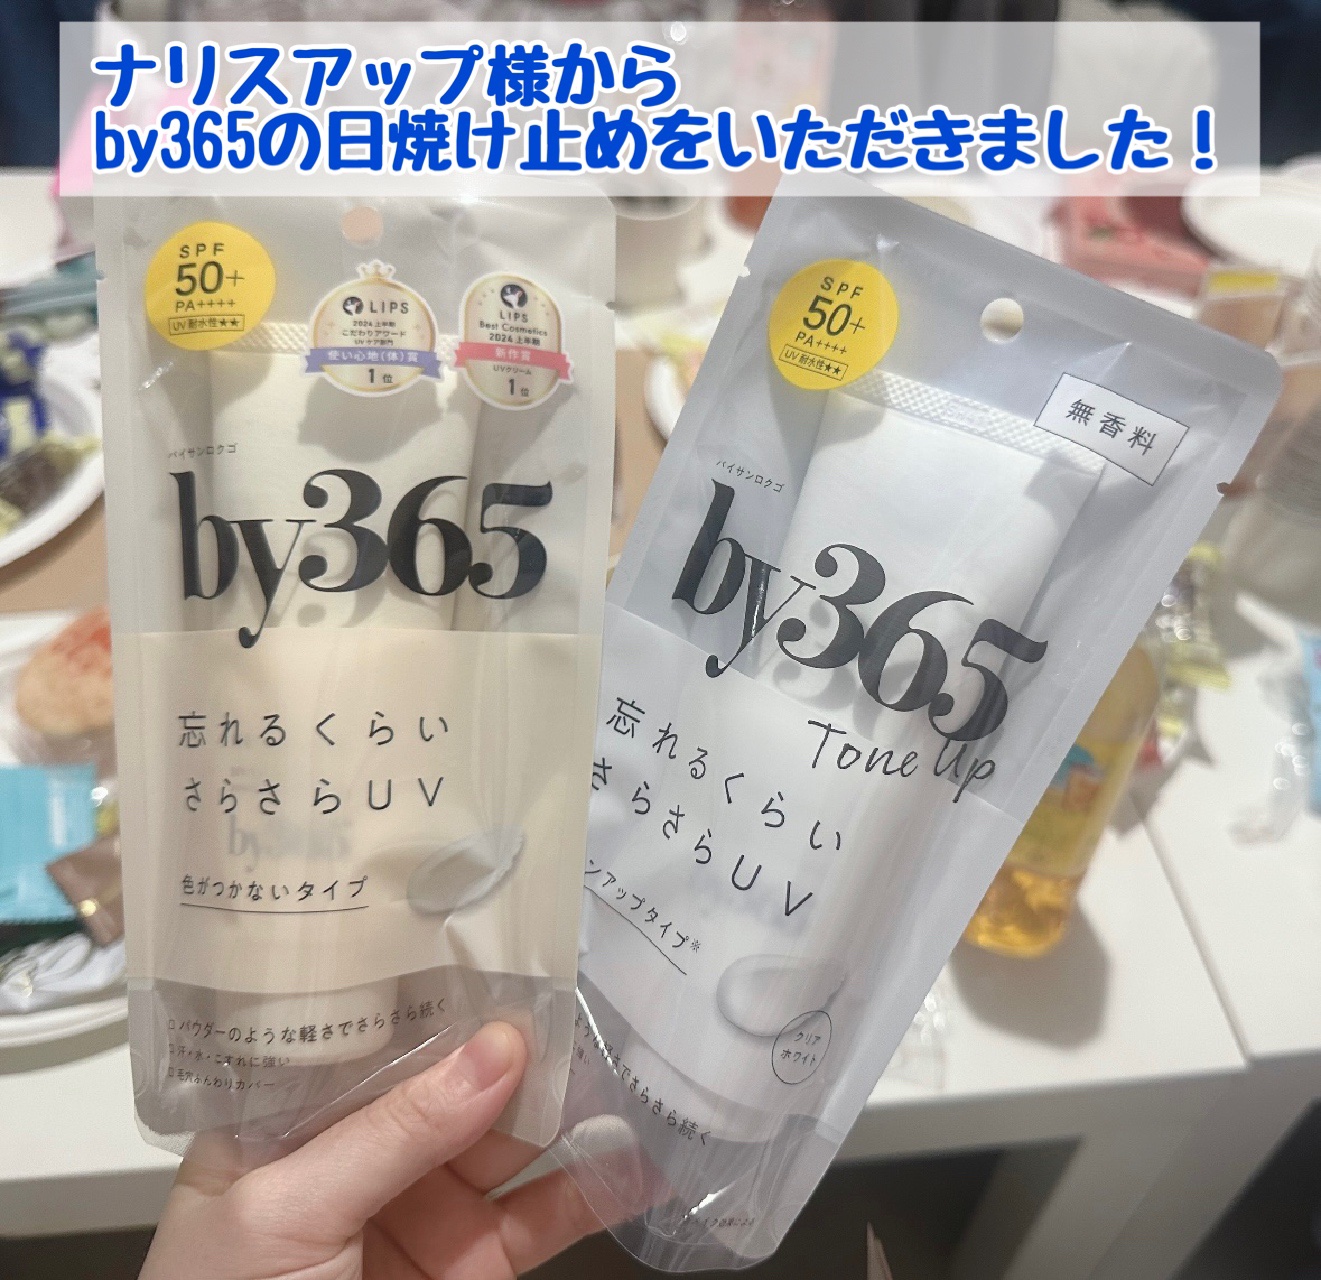 ナリスアップ様から
by365の日焼け止めをいただきました！
SPF
50+
PA++++
UV耐水性★★
LIPS
2024上半期
こだわりアワード
UVケア部門
使い心地(体)賞
1位
LIPS
Best Cosmetics
2024上半期
新作賞
UVクリーム
1位
バイサンロクゴ
by365
忘れるくらい
さらさらUV
色がつかないタイプ
□パウダーのような軽さでさらさら続く
□汗・水・こすれに強い
□毛穴ふんわりカバー
SPF
50+
PA++++
UV耐水性★★
無香料
バイサンロクゴ
by365
Tone Up
忘れるくらい
さらさらUV
ンアップタイプ※
クリア
ホワイト
さでさらさら続く